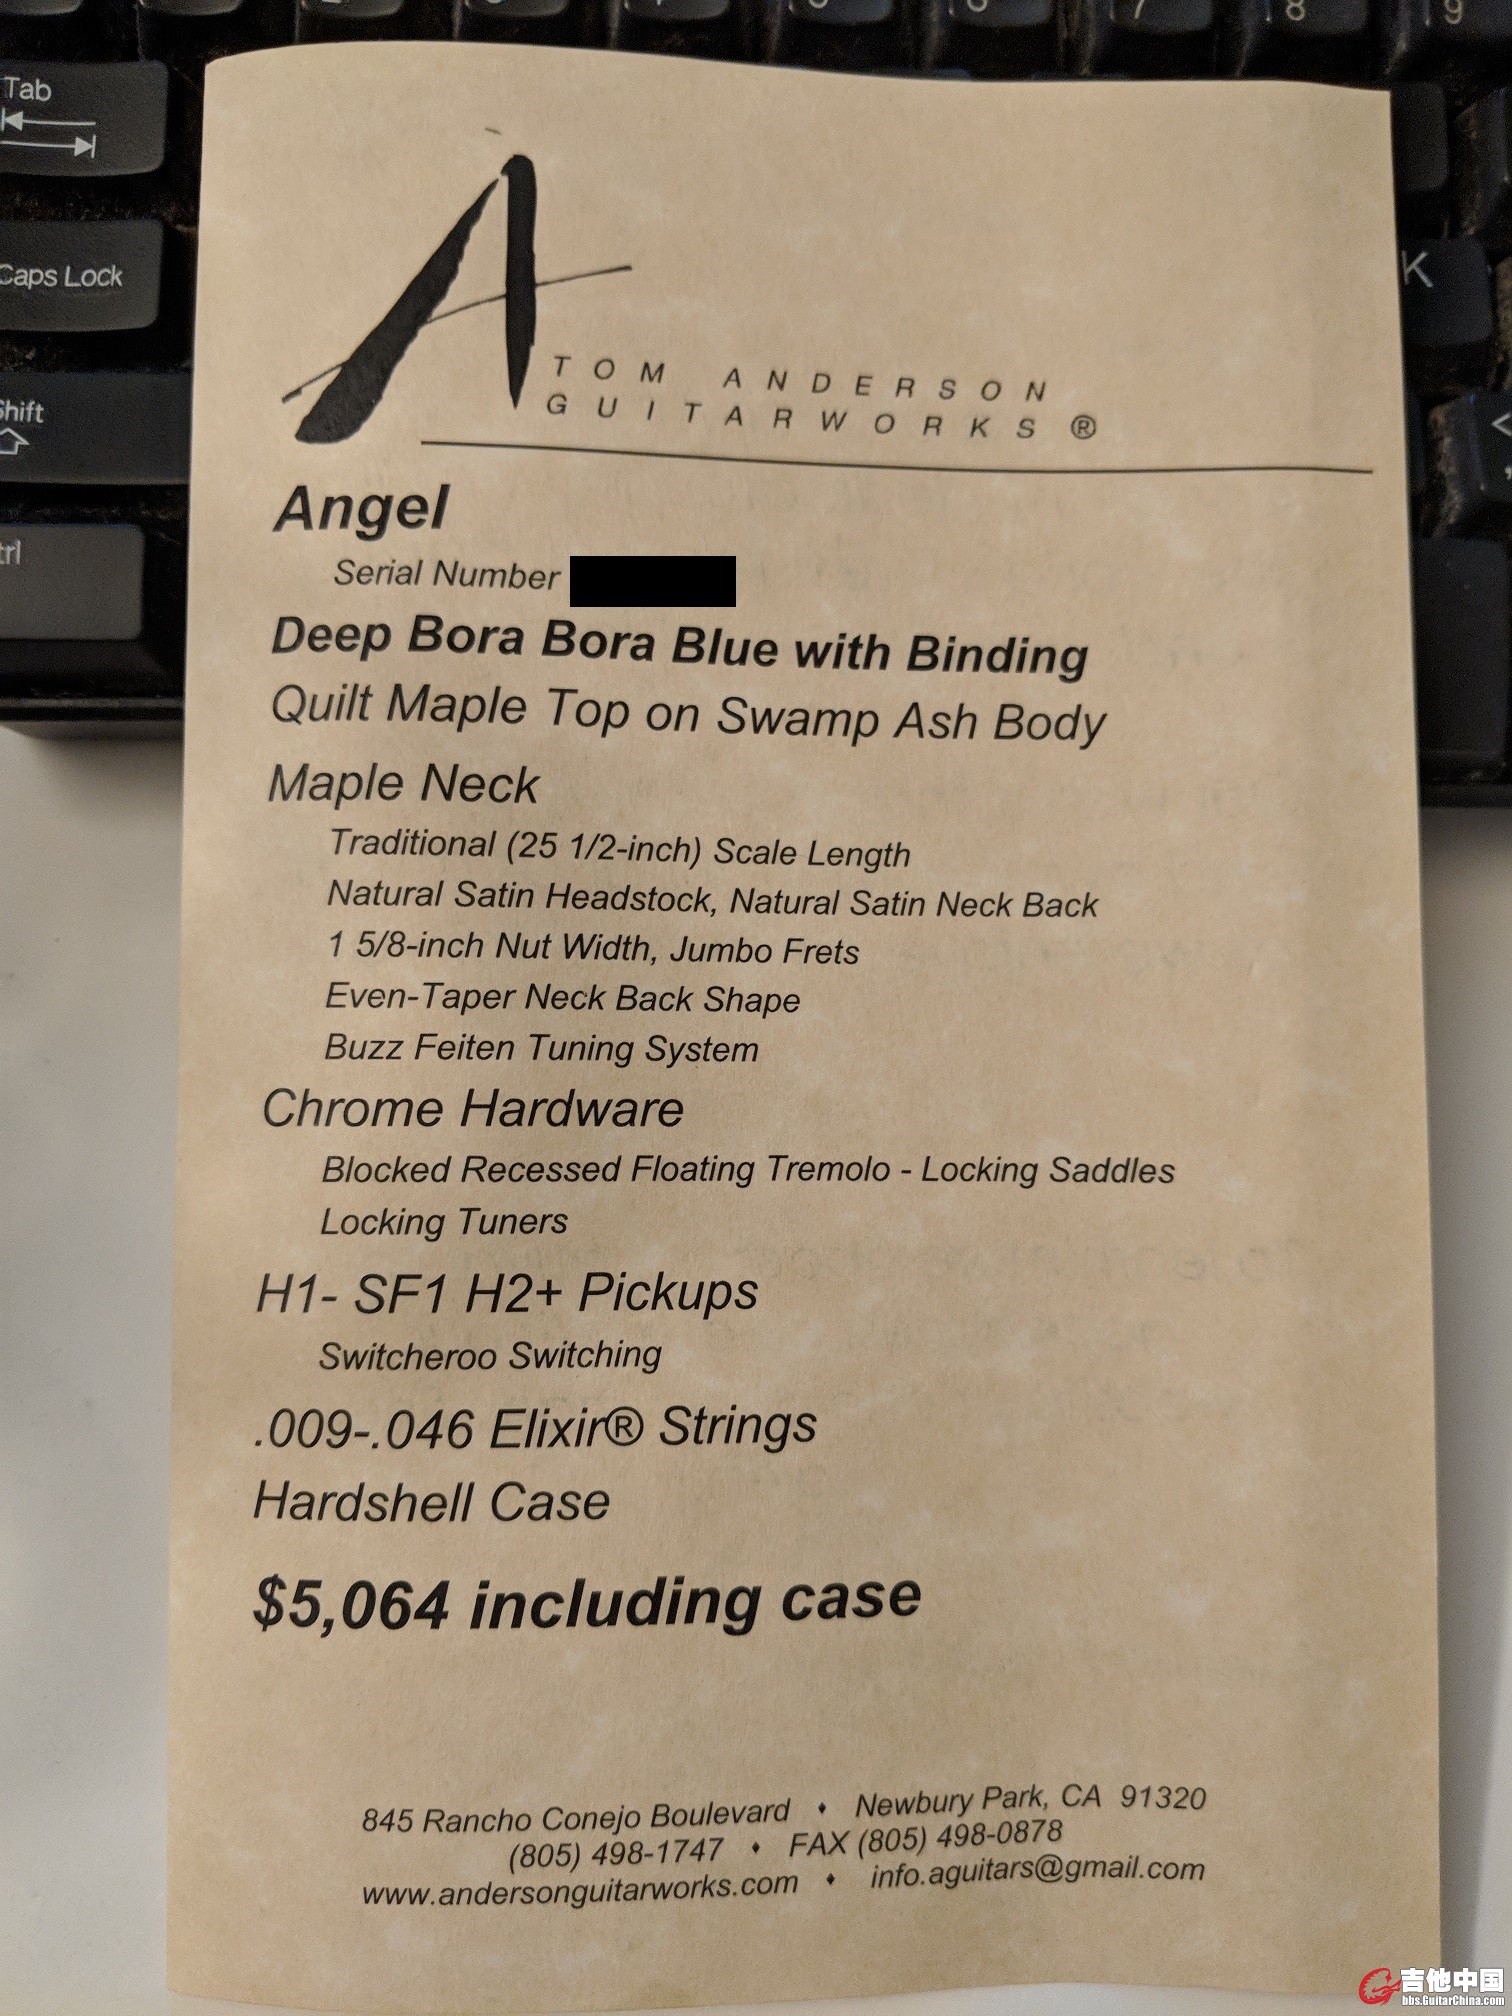 Tab
7
8
9
Caps Lock
K
Shift
Ctrl
TOM ANDERSON
GUITARWORKS ®
Angel
Serial Number
Deep Bora Bora Blue with Binding
Quilt Maple Top on Swamp Ash Body
Maple Neck
Traditional (25 1/2-inch) Scale Length
Natural Satin Headstock, Natural Satin Neck Back
1 5/8-inch Nut Width, Jumbo Frets
Even-Taper Neck Back Shape
Buzz Feiten Tuning System
Chrome Hardware
Blocked Recessed Floating Tremolo - Locking Saddles
Locking Tuners
H1- SF1 H2+ Pickups
Switcheroo Switching
.009-.046 Elixir® Strings
Hardshell Case
$5,064 including case
845 Rancho Conejo Boulevard ♦ Newbury Park, CA 91320
(805) 498-1747 ♦ FAX (805) 498-0878
www.andersonguitarworks.com ♦ info.aguitars@gmail.com
吉他中国
bbs.GuitarChina.com